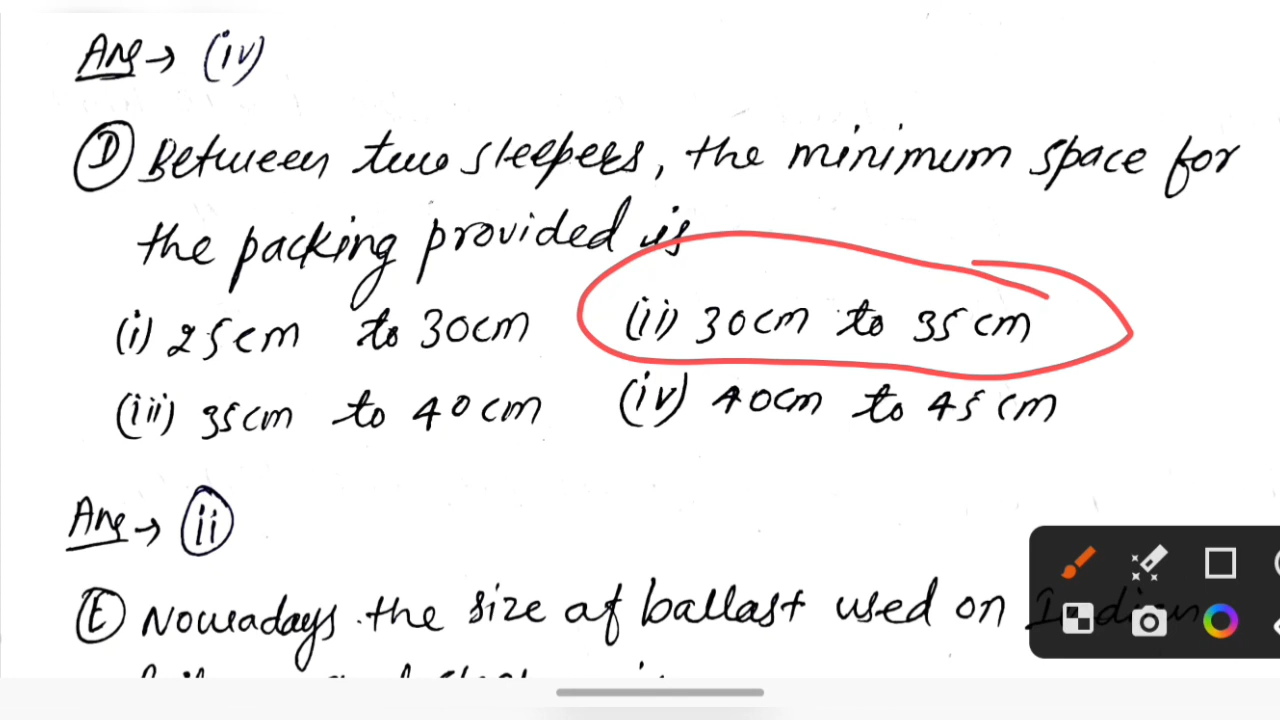 Ans → (iv)
(D) Between two sleepers, the minimum space for
the packing provided is
(i) 25cm to 30cm (ii) 30cm to 35cm
(iii) 35cm to 40cm (iv) 40cm to 45cm
Ans → (ii)
(E) Nowadays the size of ballast used on Indian